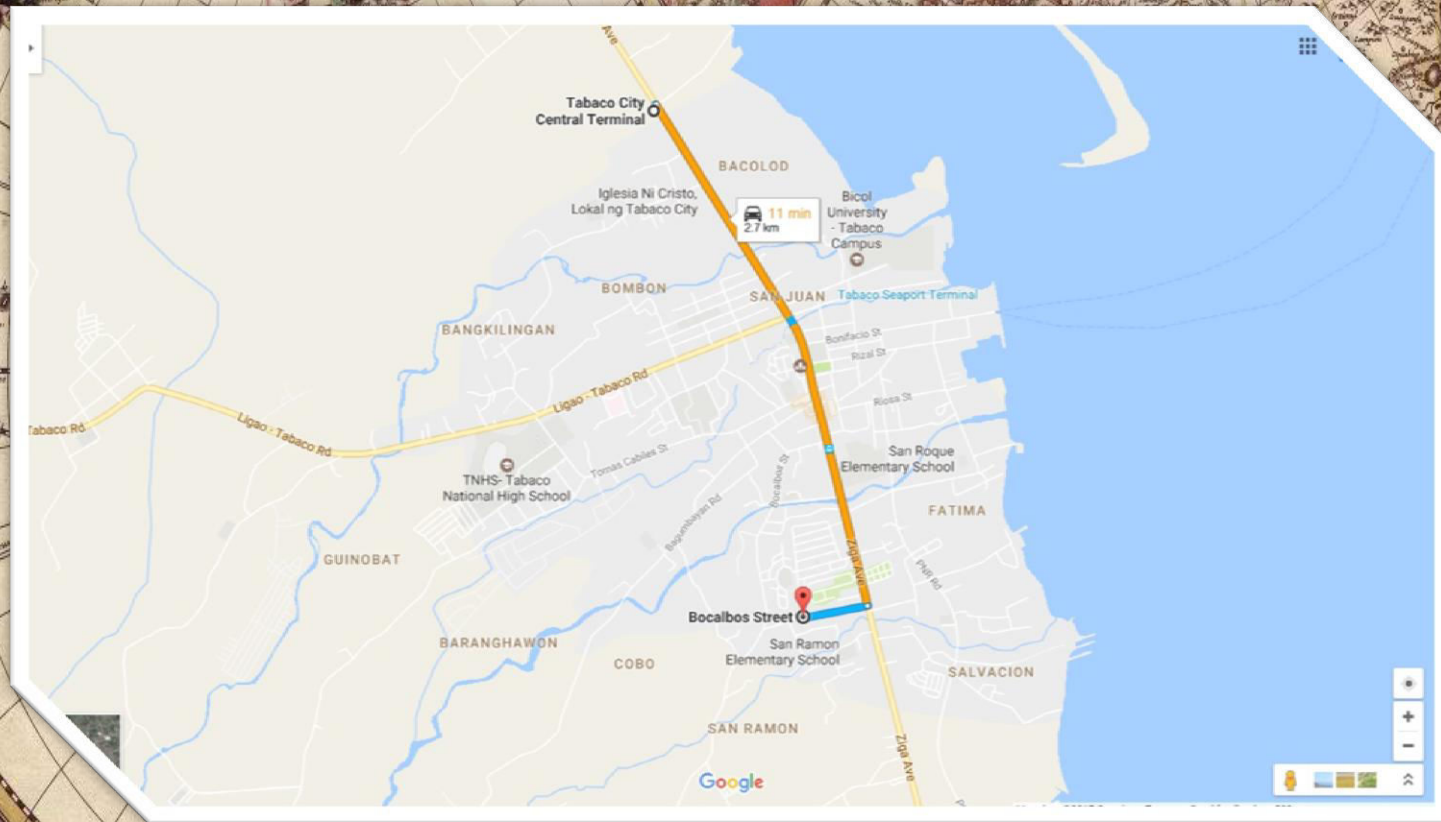 Ave
Tabaco City
Central Terminal
BACOLOD
Iglesia Ni Cristo,
Lokal ng Tabaco City
11 min
2.7 km
Bicol
University
- Tabaco
Campus
BOMBON
SAN JUAN
Tabaco Seaport Terminal
BANGKILINGAN
Bonifacio St
Rizal St
Ligao - Tabaco Rd
Riosa St
Tabaco Rd
Ligao - Tabaco Rd
San Roque
Elementary School
Tomas Cabiles St
Bocalbos St
TNHS- Tabaco
National High School
Bagumbayan Rd
FATIMA
Ziga Ave
GUINOBAT
PNR Rd
Bocalbos Street
San Ramon
Elementary School
BARANGHAWON
COBO
SALVACION
SAN RAMON
Ziga Ave
Google